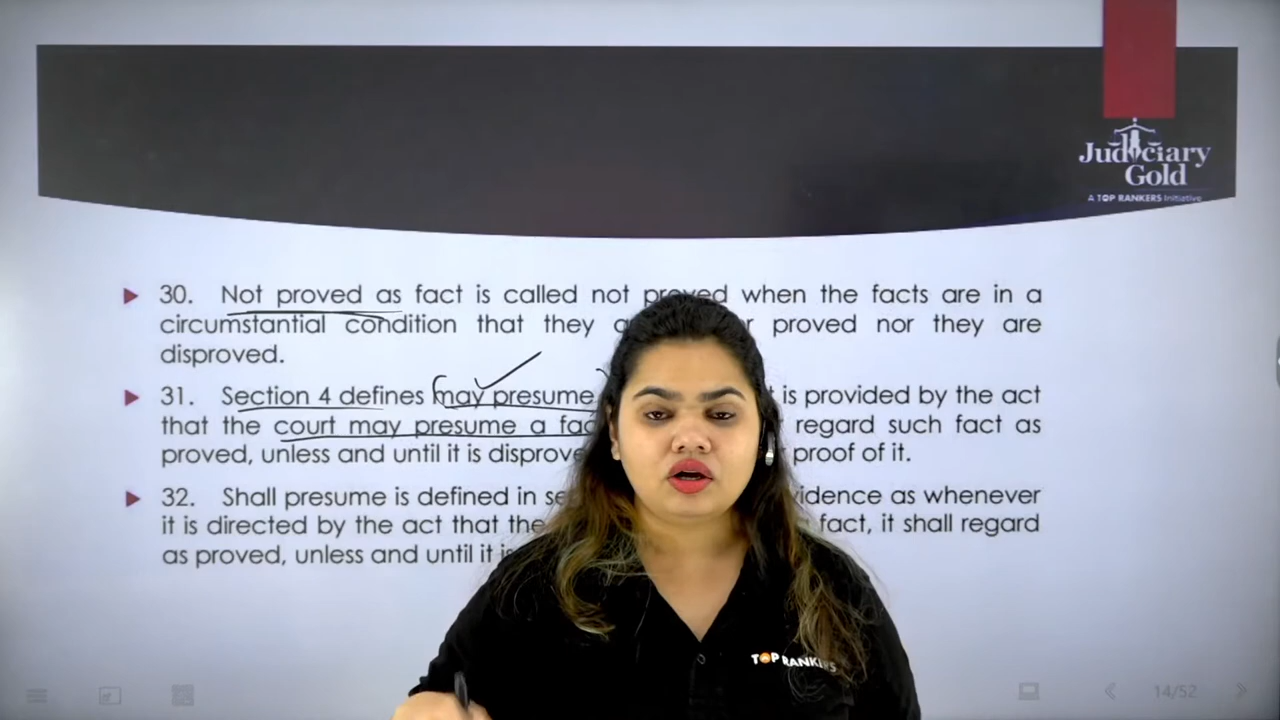 Judiciary
Gold
A TOP RANKERS Initiative
30. Not proved as fact is called not proved when the facts are in a
circumstantial condition that they proved nor they are
disproved.
31. Section 4 defines may presume is provided by the act
that the court may presume a regard such fact as
proved, unless and until it is proof of it.
32. Shall presume is defined in as whenever
it is directed by the act that the fact, it shall regard
as proved, unless and until it
TOP RANKERS
14/52